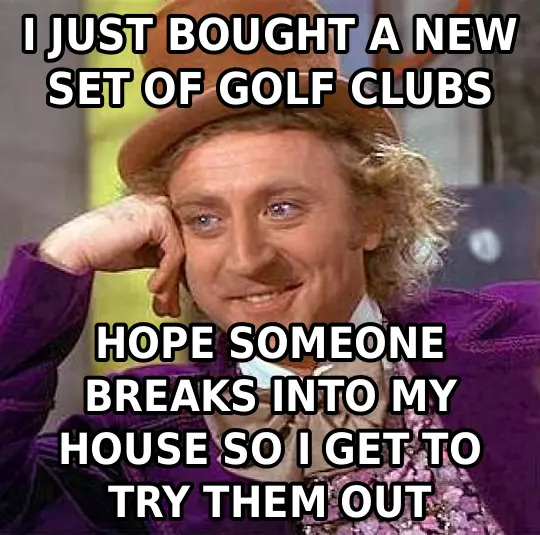 I JUST BOUGHT A NEW
SET OF GOLF CLUBS
HOPE SOMEONE
BREAKS INTO MY
HOUSE SO I GET TO
TRY THEM OUT